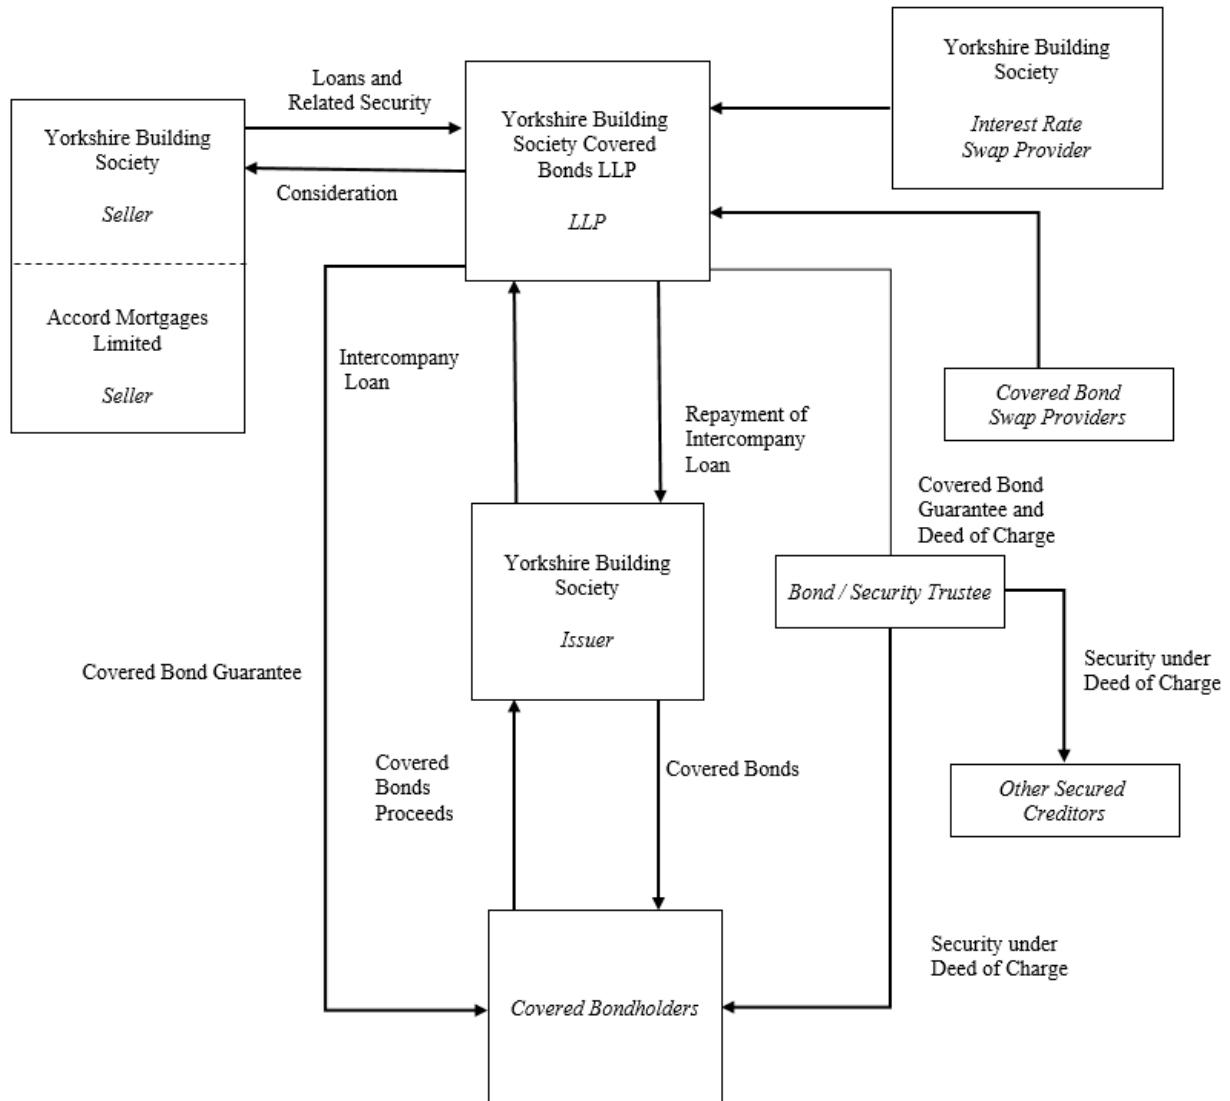 Yorkshire Building
Society
Interest Rate
Swap Provider
Loans and
Related Security
Yorkshire Building
Society Covered
Bonds LLP
LLP
Yorkshire Building
Society
Seller
Consideration
Accord Mortgages
Limited
Seller
Intercompany
Loan
Covered Bond
Swap Providers
Repayment of
Intercompany
Loan
Covered Bond
Guarantee and
Deed of Charge
Yorkshire Building
Society
Issuer
Bond / Security Trustee
Covered Bond Guarantee
Security under
Deed of Charge
Covered
Bonds
Proceeds
Covered Bonds
Other Secured
Creditors
Security under
Deed of Charge
Covered Bondholders